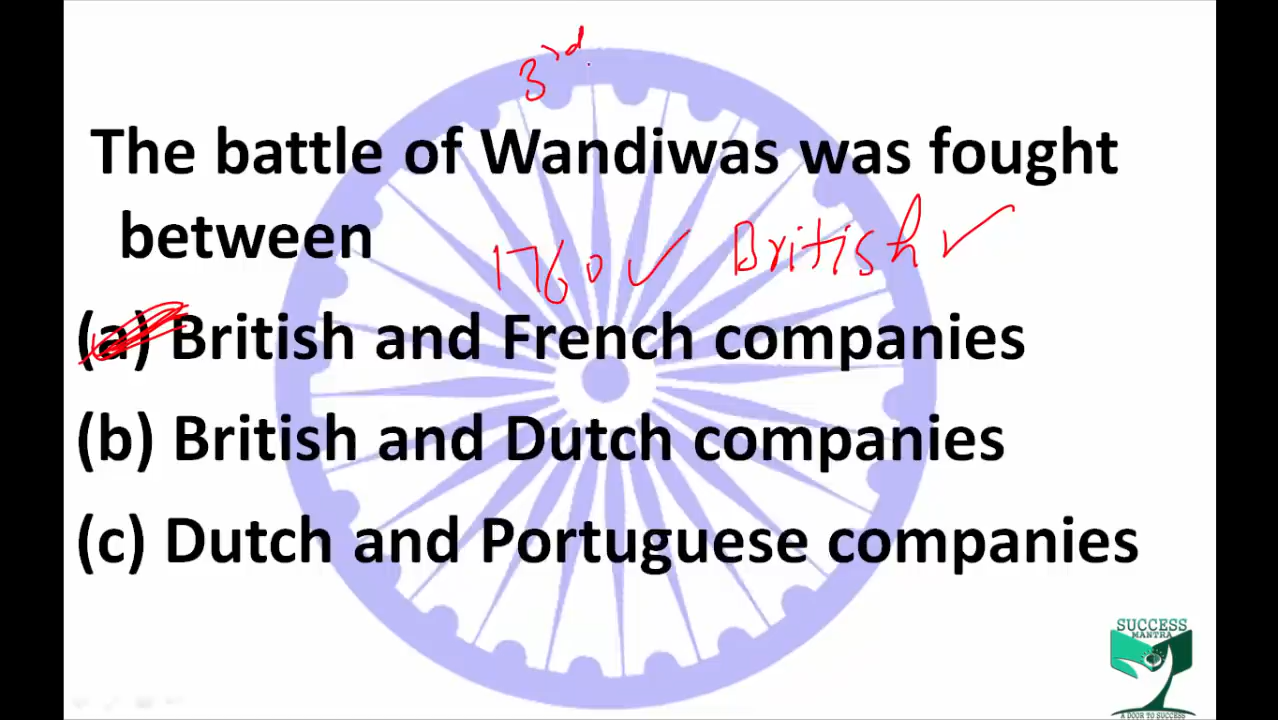 3rd
The battle of Wandiwas was fought
between
1760 British
(a) British and French companies
(b) British and Dutch companies
(c) Dutch and Portuguese companies
SUCCESS
MANTRA
A DOOR TO SUCCESS